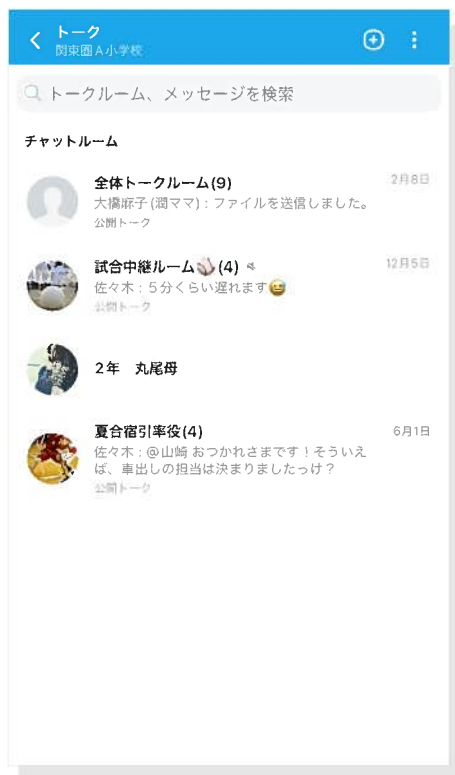 トーク
関東圏A小学校
トークルーム、メッセージを検索
チャットルーム
全体トークルーム(9)
2月8日
大橋麻子(潤ママ)：ファイルを送信しました。
公開トーク
試合中継ルーム⚾(4)
12月5日
佐々木：５分くらい遅れます😅
公開トーク
２年　丸尾母
夏合宿引率役(4)
6月1日
佐々木：@山崎 おつかれさまです！そういえ
ば、車出しの担当は決まりましたっけ？
公開トーク